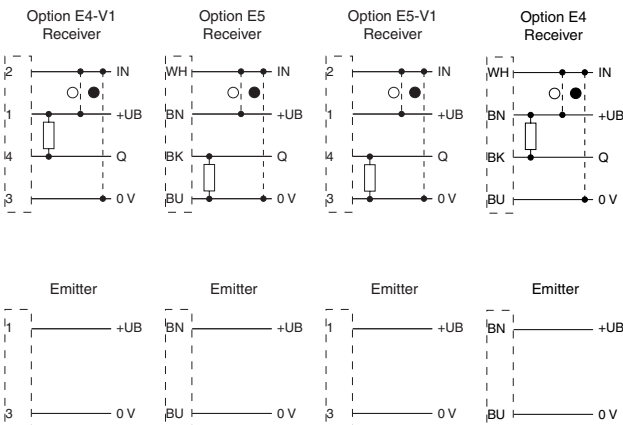 Option E4-V1 Receiver
2 IN
1 +UB
4 Q
3 0 V
Option E5 Receiver
WH IN
BN +UB
BK Q
BU 0 V
Option E5-V1 Receiver
2 IN
1 +UB
4 Q
3 0 V
Option E4 Receiver
WH IN
BN +UB
BK Q
BU 0 V
Emitter
1 +UB
3 0 V
Emitter
BN +UB
BU 0 V
Emitter
1 +UB
3 0 V
Emitter
BN +UB
BU 0 V